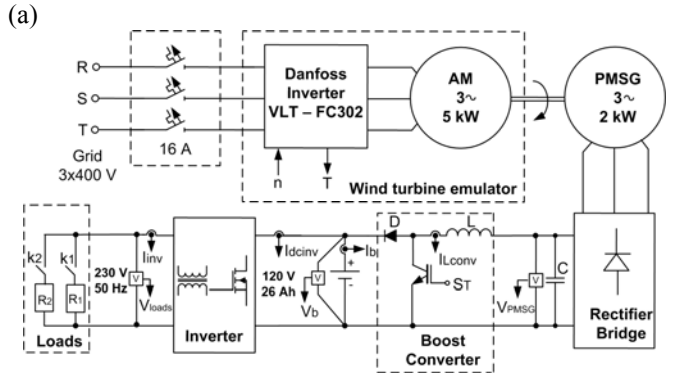 (a)
R
S
T
Grid
3x400 V
16 A
Danfoss
Inverter
VLT – FC302
n
T
AM
3~
5 kW
Wind turbine emulator
PMSG
3~
2 kW
k2
k1
R2
R1
Loads
230 V
50 Hz
Iinv
V
Vloads
Inverter
Idcinv
120 V
26 Ah
V
Vb
Ib
+
-
D
L
ILconv
ST
Boost
Converter
V
VPMSG
C
Rectifier
Bridge